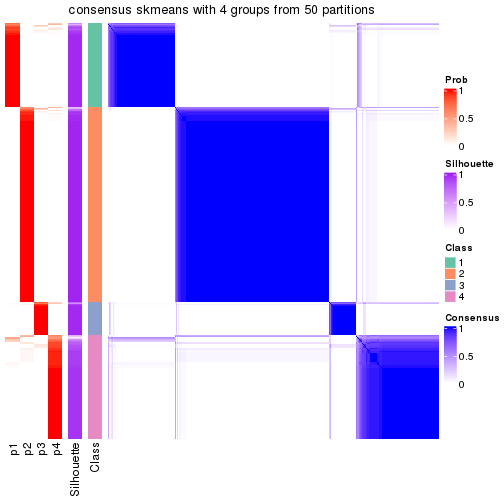 consensus skmeans with 4 groups from 50 partitions
Prob
1
0.5
0
Silhouette
1
0.5
0
Class
1
2
3
4
Consensus
1
0.5
0
p1
p2
p3
p4
Silhouette
Class